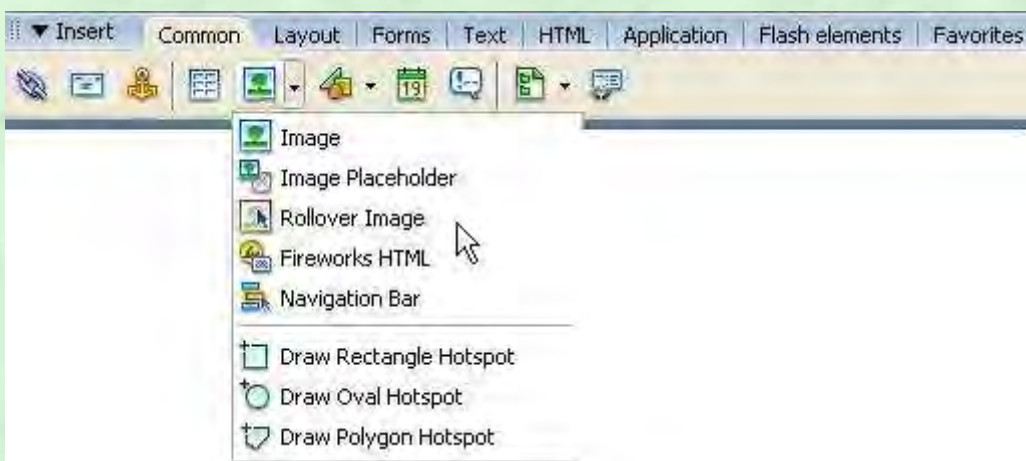 Insert Common Layout Forms Text HTML Application Flash elements Favorites
19
Image
Image Placeholder
Rollover Image
Fireworks HTML
Navigation Bar
Draw Rectangle Hotspot
Draw Oval Hotspot
Draw Polygon Hotspot